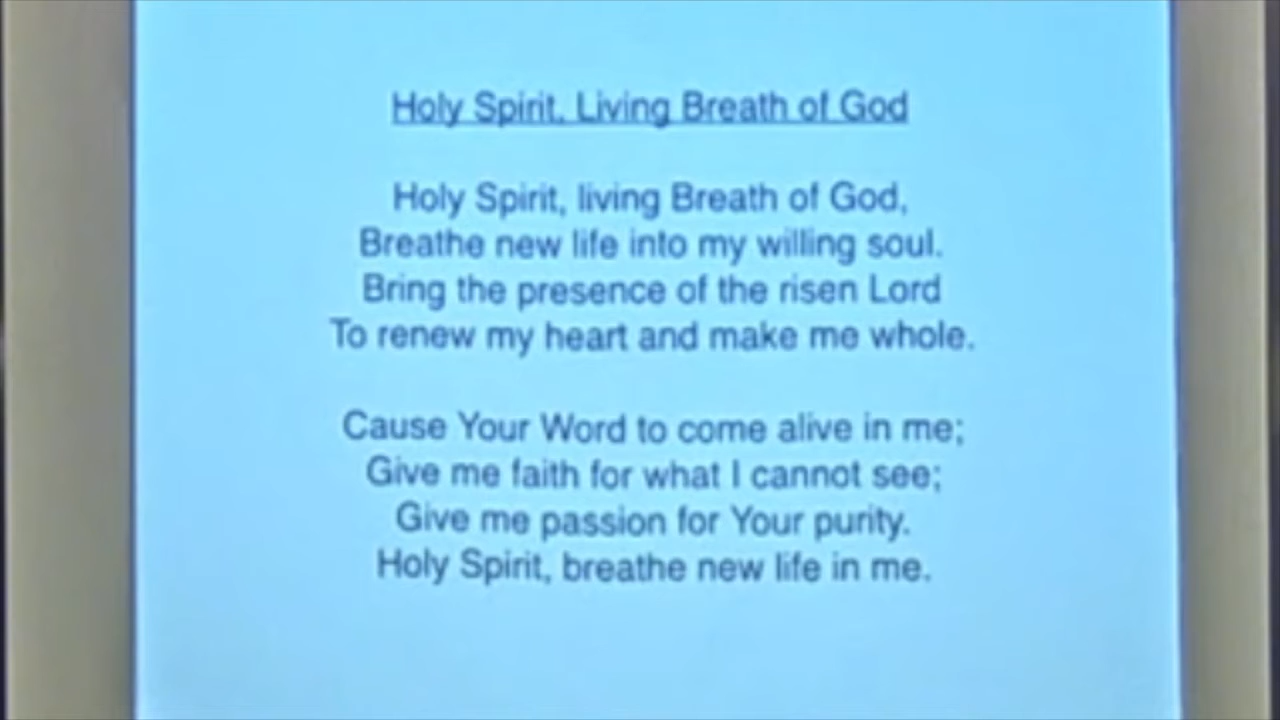 Holy Spirit, Living Breath of God
Holy Spirit, living Breath of God,
Breathe new life into my willing soul.
Bring the presence of the risen Lord
To renew my heart and make me whole.
Cause Your Word to come alive in me;
Give me faith for what I cannot see;
Give me passion for Your purity.
Holy Spirit, breathe new life in me.